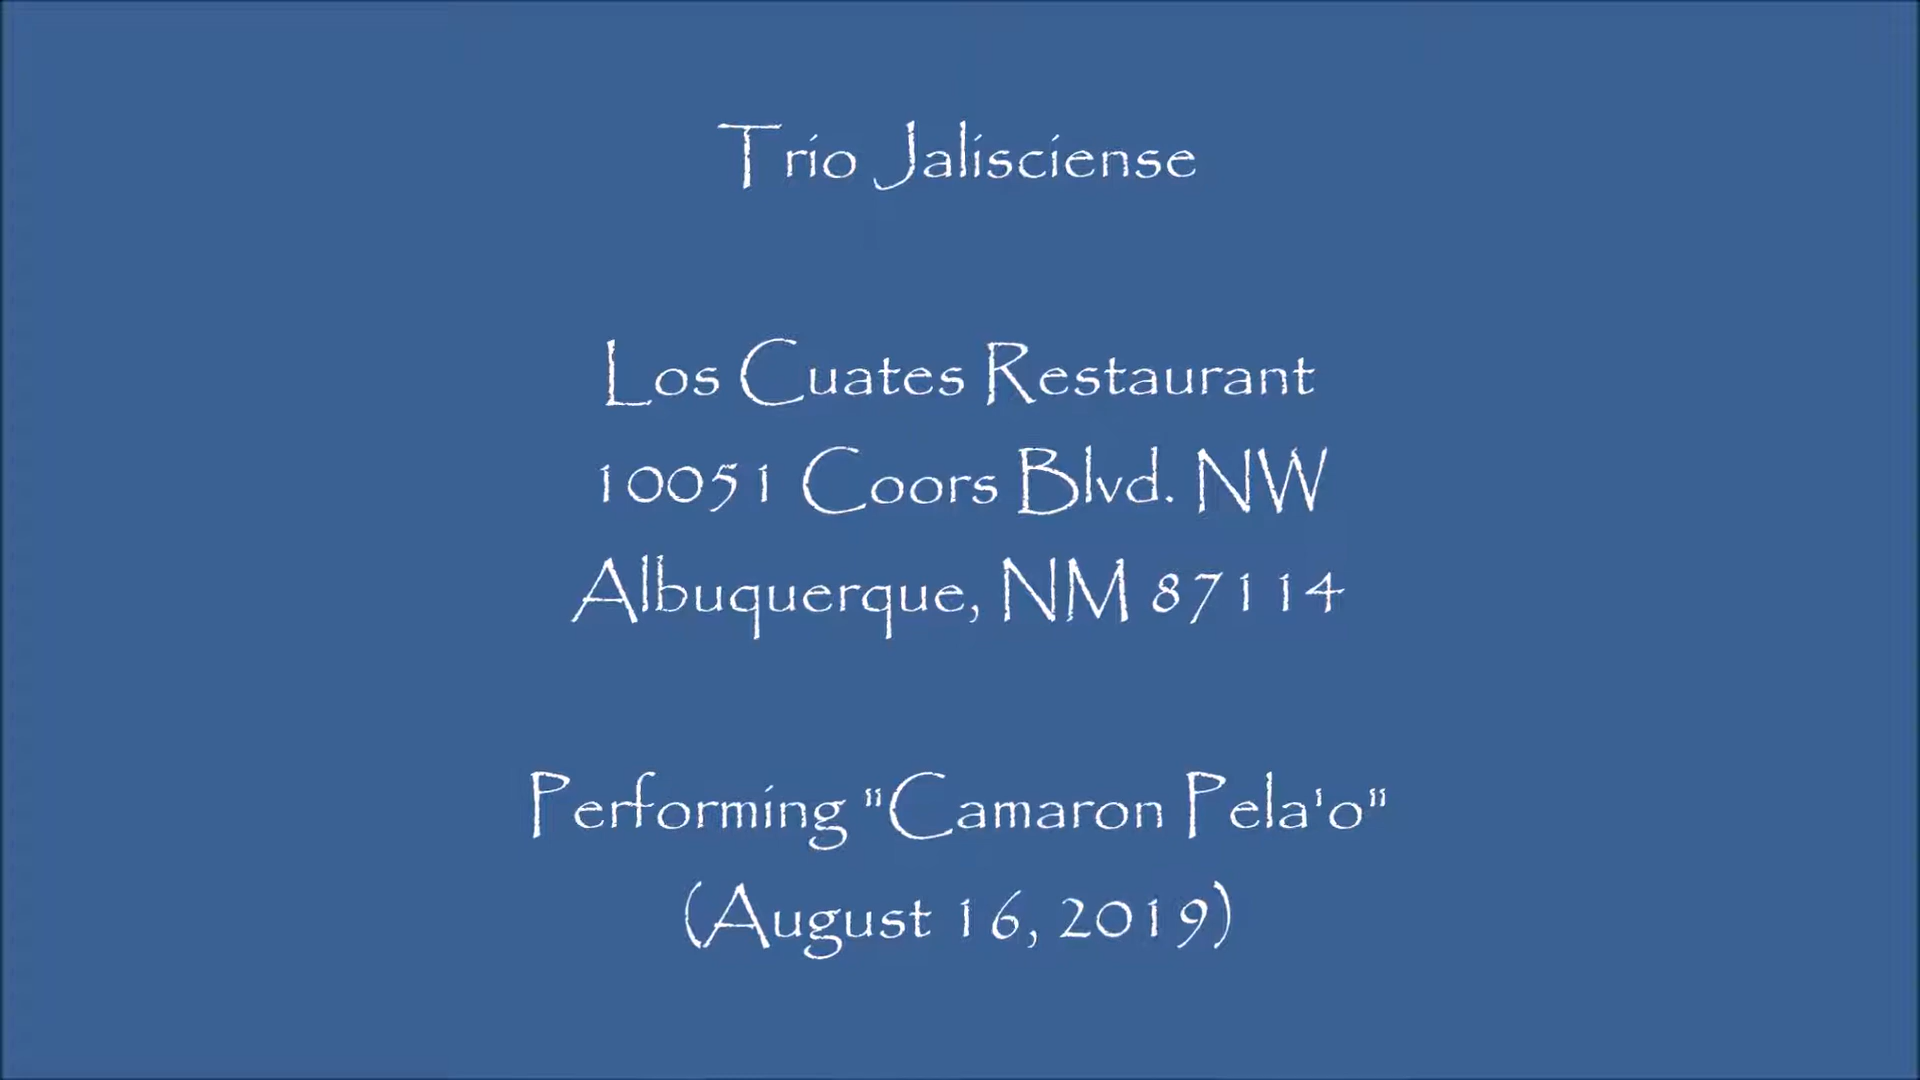 Trio Jalisciense
Los Cuates Restaurant
10051 Coors Blvd. NW
Albuquerque, NM 87114
Performing "Camaron Pela'o"
(August 16, 2019)